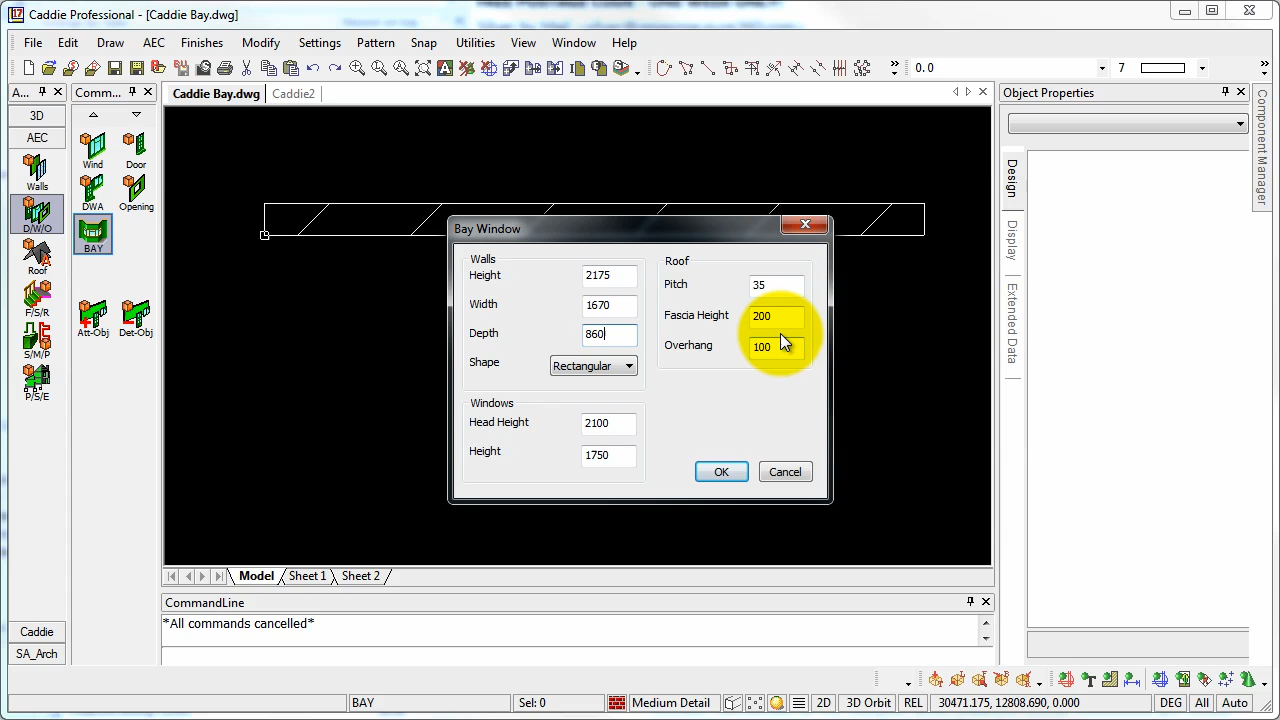 Caddie Professional - [Caddie Bay.dwg]
File Edit Draw AEC Finishes Modify Settings Pattern Snap Utilities View Window Help
0.0
7
A... Comm...
Caddie Bay.dwg Caddie2
Object Properties
3D
AEC
Walls
D/W/O
Roof
F/S/R
S/M/P
P/S/E
Wind Door
DWA Opening
BAY
Att-Obj Det-Obj
Bay Window
Walls
Height 2175
Width 1670
Depth 860
Shape Rectangular
Windows
Head Height 2100
Height 1750
Roof
Pitch 35
Fascia Height 200
Overhang 100
OK Cancel
Design
Display
Extended Data
Component Manager
Model Sheet 1 Sheet 2
CommandLine
*All commands cancelled*
Caddie
SA_Arch
BAY Sel: 0 Medium Detail 2D 3D Orbit REL 30471.175, 12808.690, 0.000 DEG All Auto